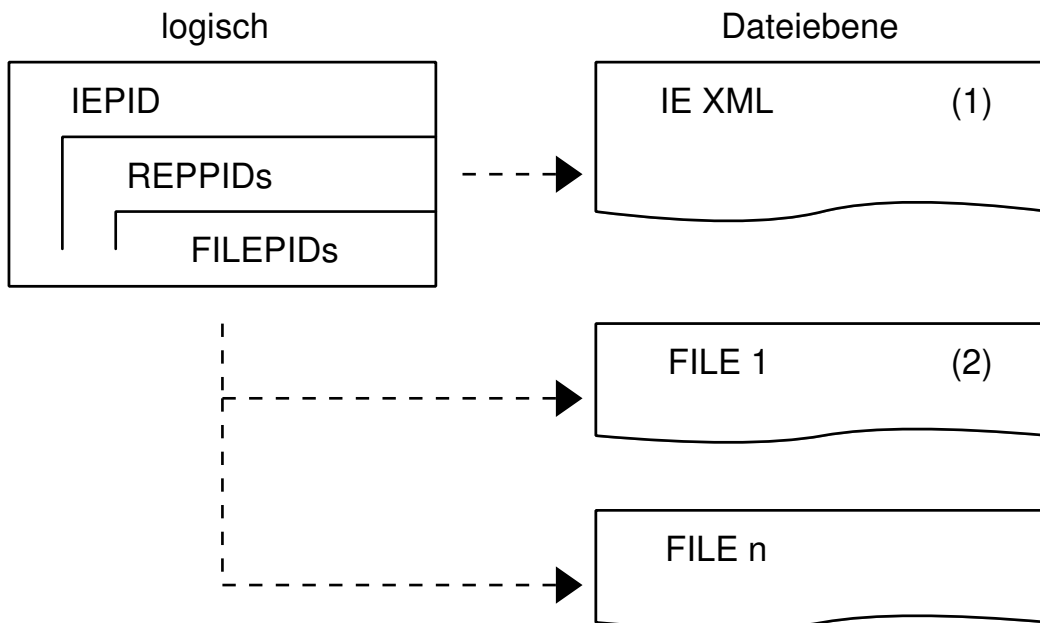 logisch
Dateiebene
IEPID
REPPIDs
FILEPIDs
IE XML (1)
FILE 1 (2)
FILE n